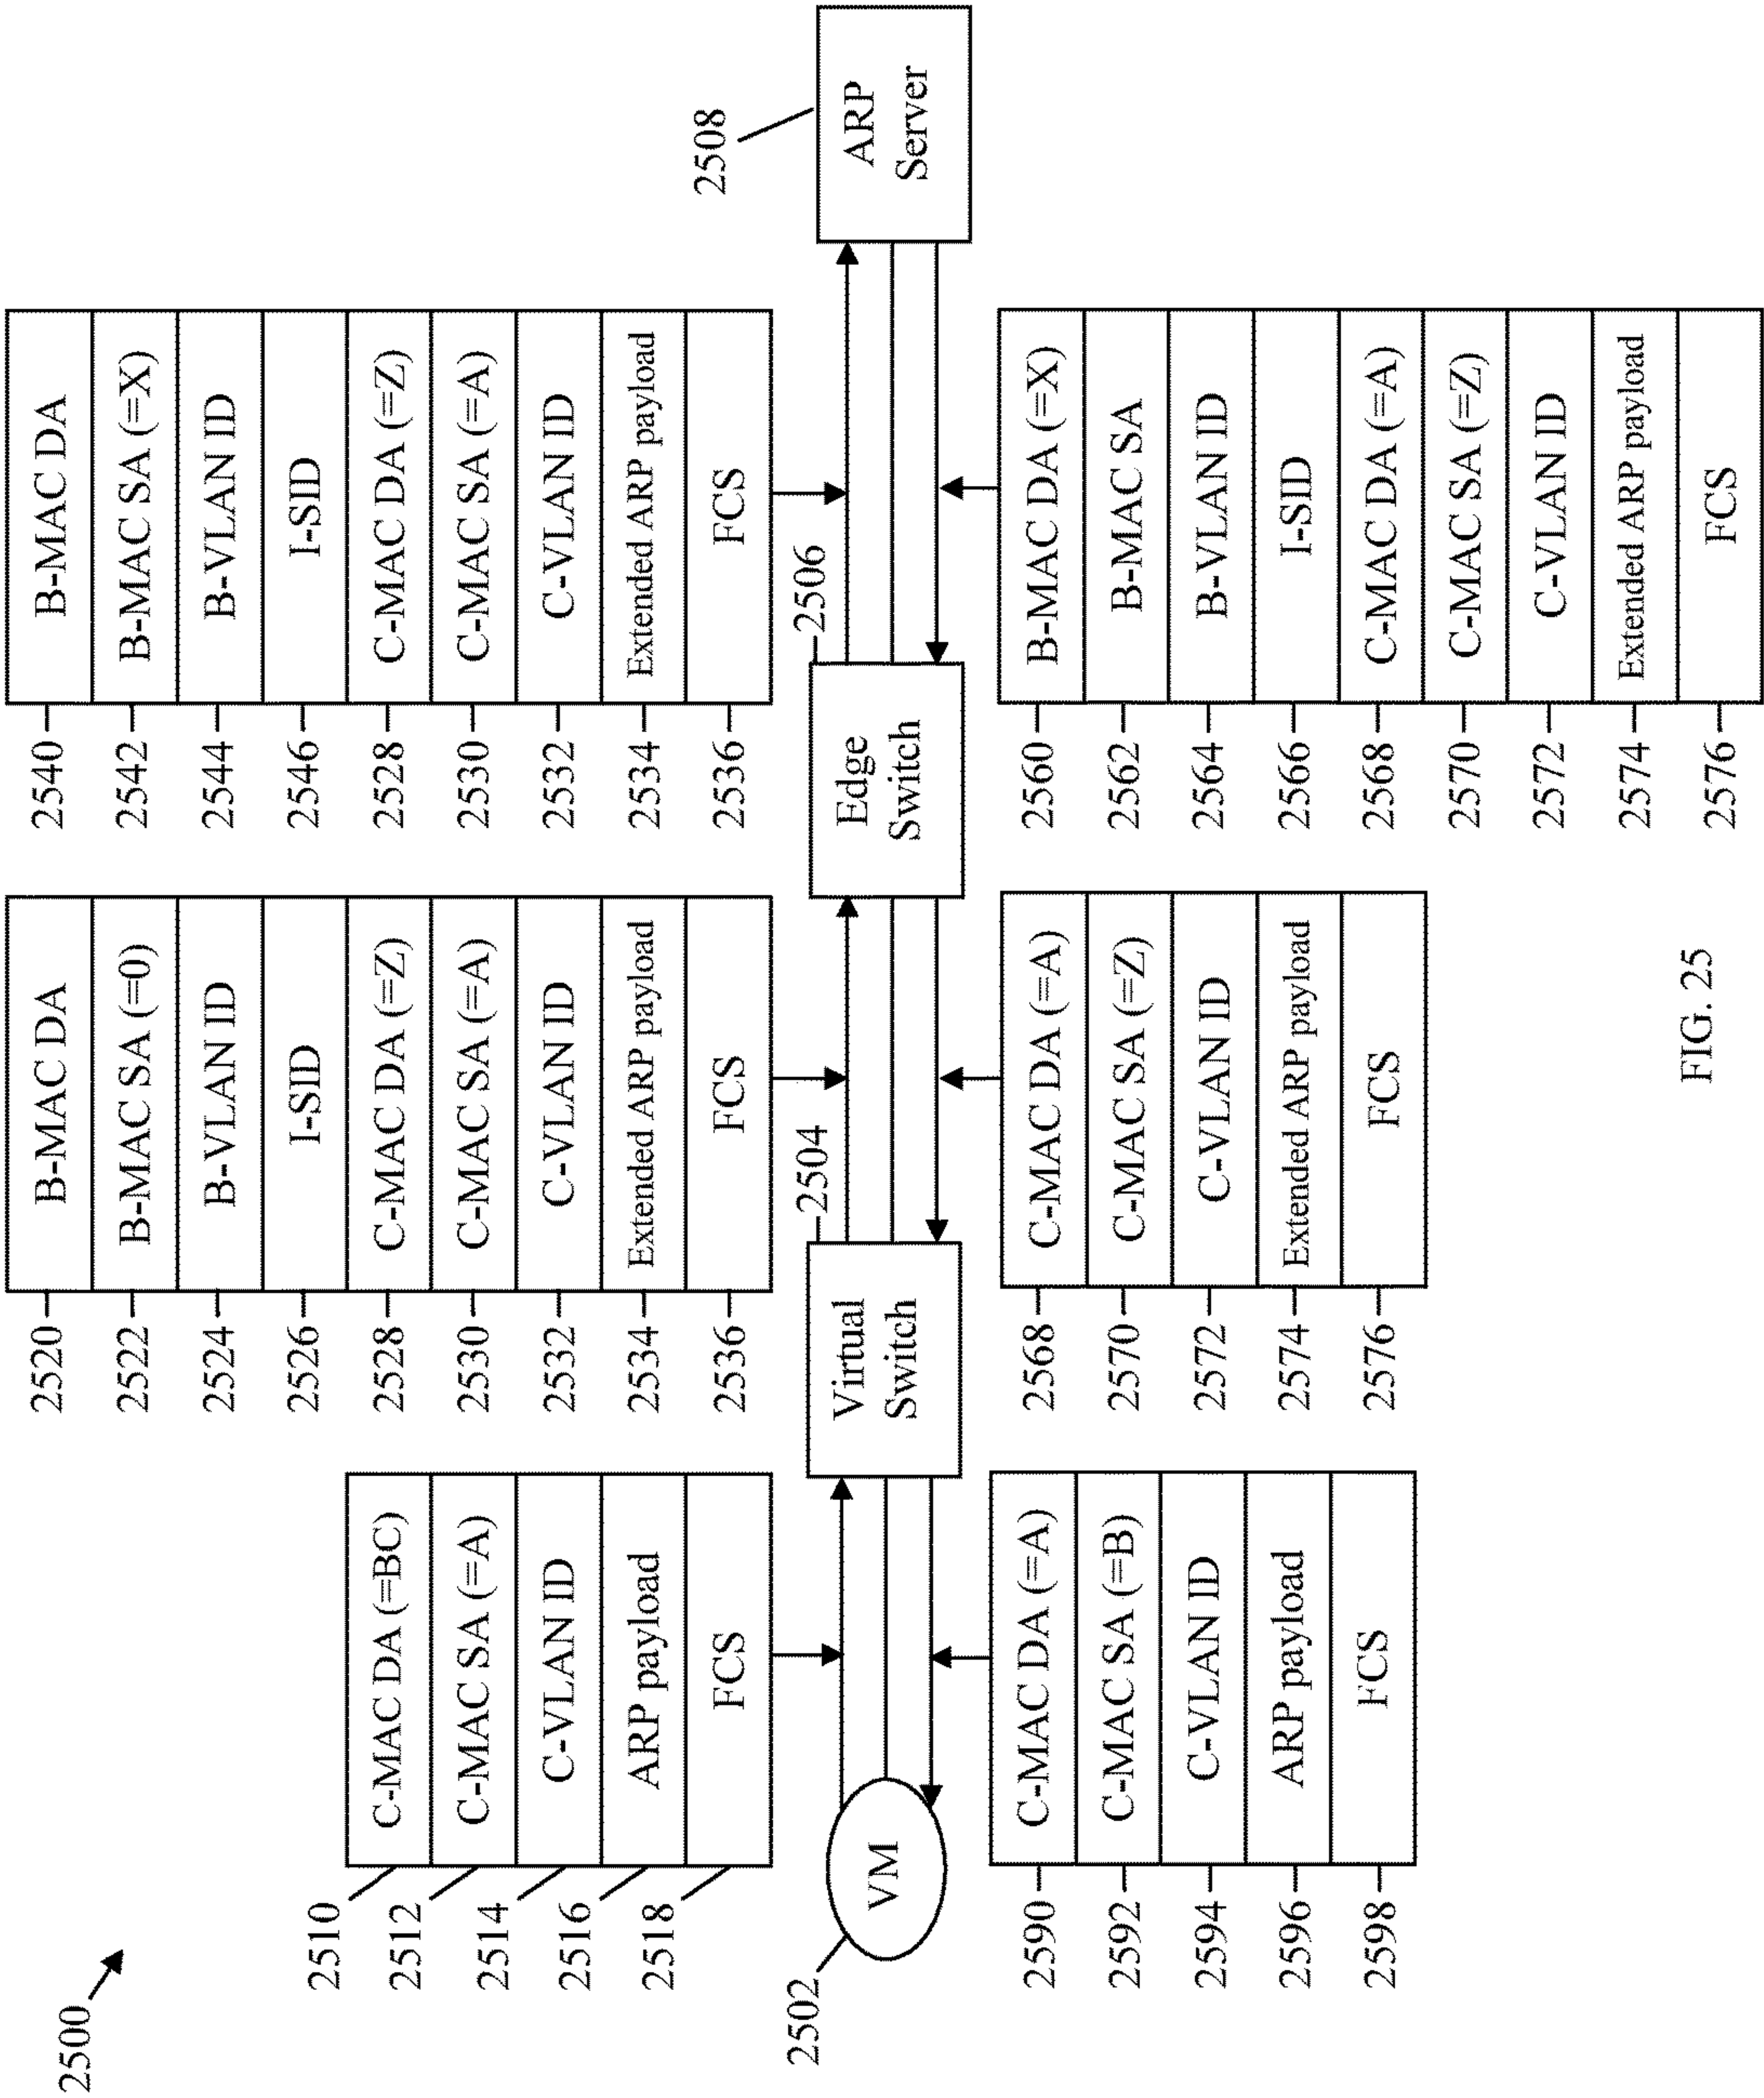 2500
2510
2512
2514
2516
2518
C-MAC DA (=BC)
C-MAC SA (=A)
C-VLAN ID
ARP payload
FCS
2520
2522
2524
2526
2528
2530
2532
2534
2536
B-MAC DA
B-MAC SA (=0)
B-VLAN ID
I-SID
C-MAC DA (=Z)
C-MAC SA (=A)
C-VLAN ID
Extended ARP payload
FCS
2540
2542
2544
2546
2528
2530
2532
2534
2536
B-MAC DA
B-MAC SA (=X)
B-VLAN ID
I-SID
C-MAC DA (=Z)
C-MAC SA (=A)
C-VLAN ID
Extended ARP payload
FCS
2502
VM
2504
Virtual
Switch
2506
Edge
Switch
2508
ARP
Server
2590
2592
2594
2596
2598
C-MAC DA (=A)
C-MAC SA (=B)
C-VLAN ID
ARP payload
FCS
2568
2570
2572
2574
2576
C-MAC DA (=A)
C-MAC SA (=Z)
C-VLAN ID
Extended ARP payload
FCS
2560
2562
2564
2566
2568
2570
2572
2574
2576
B-MAC DA (=X)
B-MAC SA
B-VLAN ID
I-SID
C-MAC DA (=A)
C-MAC SA (=Z)
C-VLAN ID
Extended ARP payload
FCS
FIG. 25